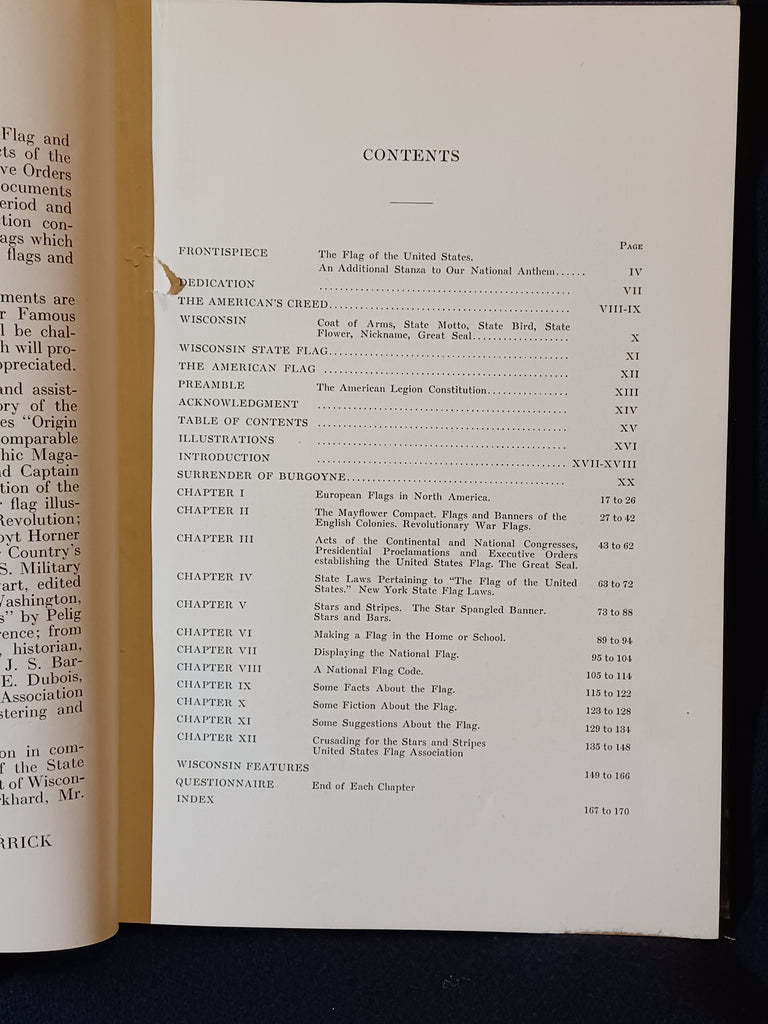 Flag and
ts of the
ve Orders
ocuments
eriod and
tion con-
ags which
flags and
ments are
r Famous
l be chal-
h will pro-
preciated.
and assist-
ory of the
es "Origin
omparable
hic Maga-
d Captain
tion of the
r flag illus-
Revolution;
oyt Horner
Country's
S. Military
art, edited
Washington,
s" by Pelig
rence; from
, historian,
J. S. Bar-
E. Dubois,
Association
stering and
on in com-
f the State
t of Wiscon-
khard, Mr.
RRICK
CONTENTS
PAGE
FRONTISPIECE The Flag of the United States.
An Additional Stanza to Our National Anthem...... IV
DEDICATION ........ VII
THE AMERICAN'S CREED........ VIII-IX
WISCONSIN Coat of Arms, State Motto, State Bird, State
Flower, Nickname, Great Seal........ X
WISCONSIN STATE FLAG........ XI
THE AMERICAN FLAG ........ XII
PREAMBLE The American Legion Constitution........ XIII
ACKNOWLEDGMENT ........ XIV
TABLE OF CONTENTS ........ XV
ILLUSTRATIONS ........ XVI
INTRODUCTION ........ XVII-XVIII
SURRENDER OF BURGOYNE........ XX
CHAPTER I European Flags in North America. 17 to 26
CHAPTER II The Mayflower Compact. Flags and Banners of the 27 to 42
English Colonies. Revolutionary War Flags.
CHAPTER III Acts of the Continental and National Congresses, 43 to 62
Presidential Proclamations and Executive Orders
establishing the United States Flag. The Great Seal.
CHAPTER IV State Laws Pertaining to "The Flag of the United 63 to 72
States." New York State Flag Laws.
CHAPTER V Stars and Stripes. The Star Spangled Banner. 73 to 88
Stars and Bars.
CHAPTER VI Making a Flag in the Home or School. 89 to 94
CHAPTER VII Displaying the National Flag. 95 to 104
CHAPTER VIII A National Flag Code. 105 to 114
CHAPTER IX Some Facts About the Flag. 115 to 122
CHAPTER X Some Fiction About the Flag. 123 to 128
CHAPTER XI Some Suggestions About the Flag. 129 to 134
CHAPTER XII Crusading for the Stars and Stripes 135 to 148
United States Flag Association
WISCONSIN FEATURES 149 to 166
QUESTIONNAIRE End of Each Chapter
INDEX 167 to 170